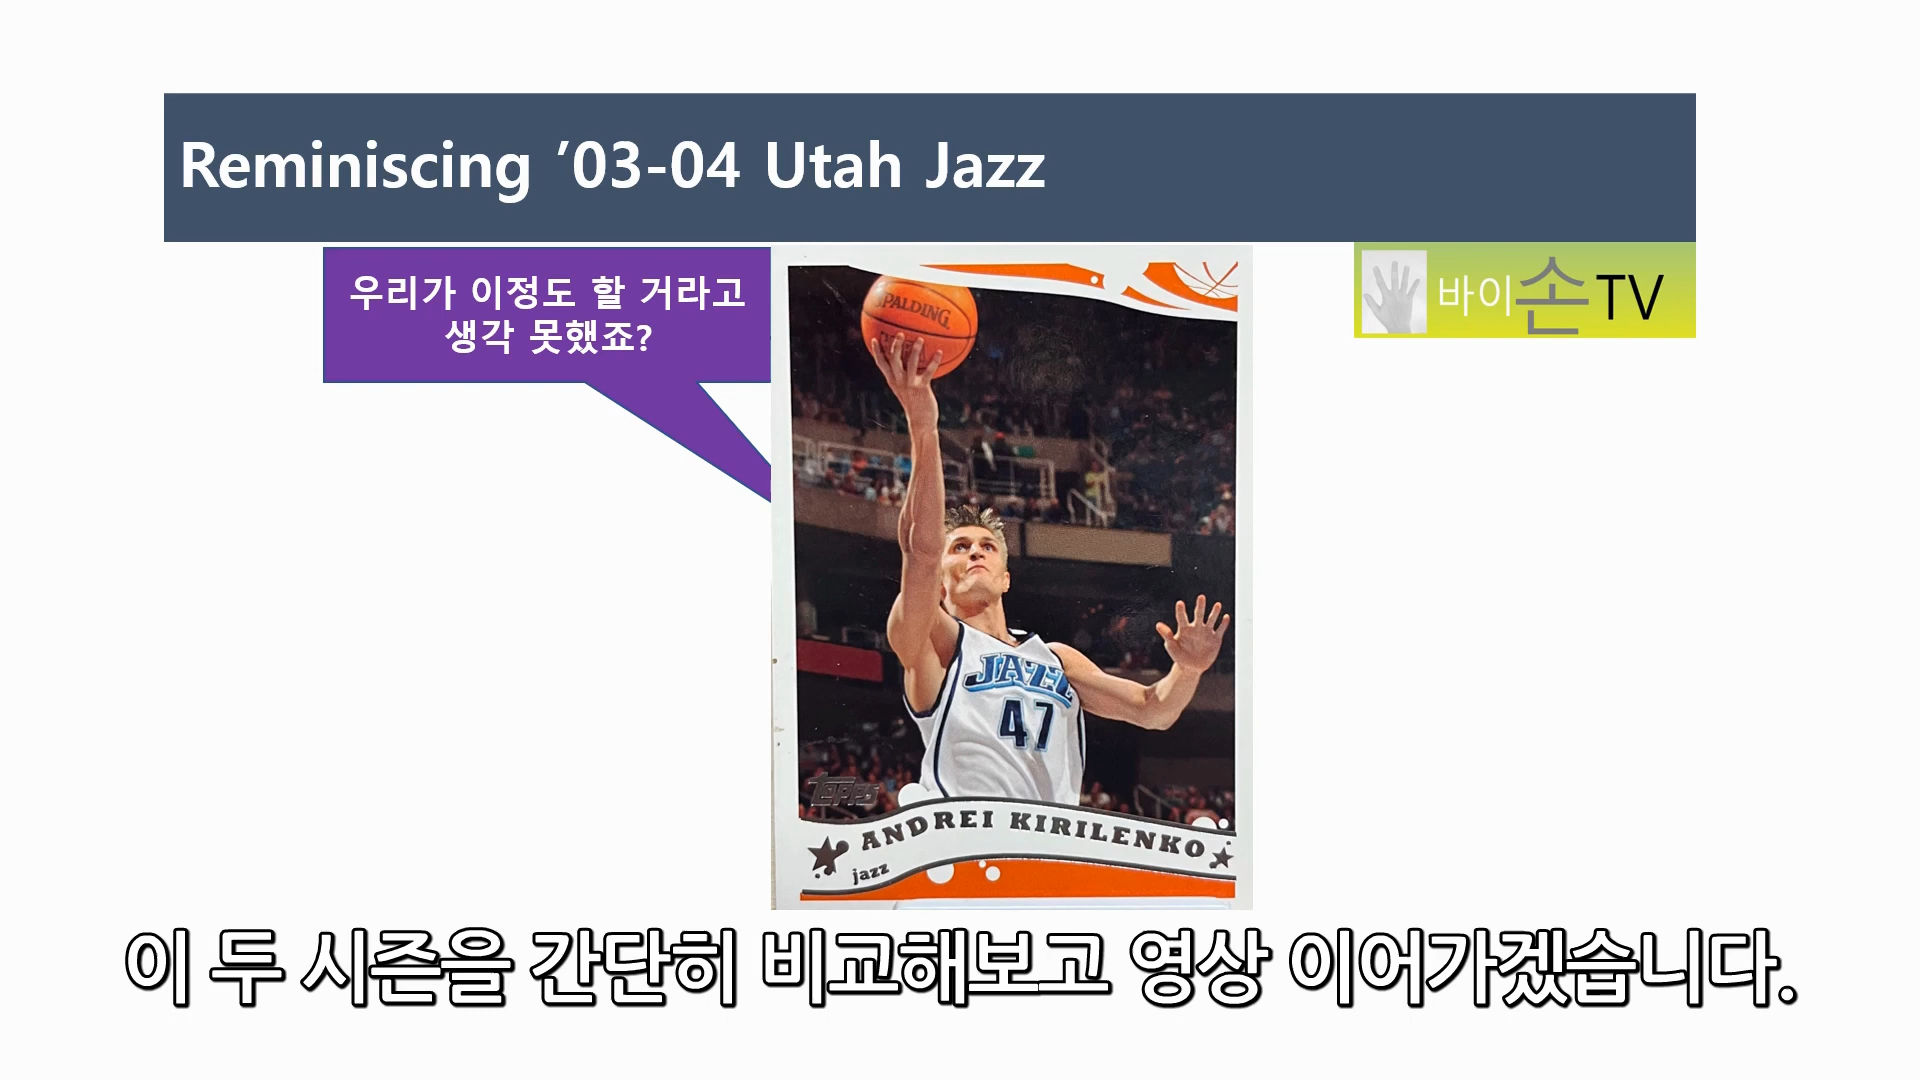 Reminiscing ’03-04 Utah Jazz
우리가 이정도 할 거라고
생각 못했죠?
바이손TV
SPALDING
JAZZ
47
TOPPS
ANDREI KIRILENKO
jazz
이 두 시즌을 간단히 비교해보고 영상 이어가겠습니다.